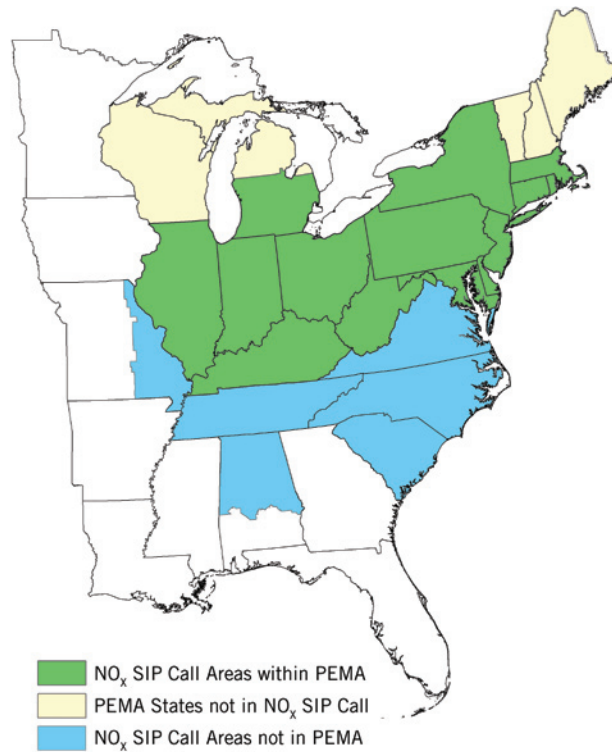 NOₓ SIP Call Areas within PEMA
PEMA States not in NOₓ SIP Call
NOₓ SIP Call Areas not in PEMA